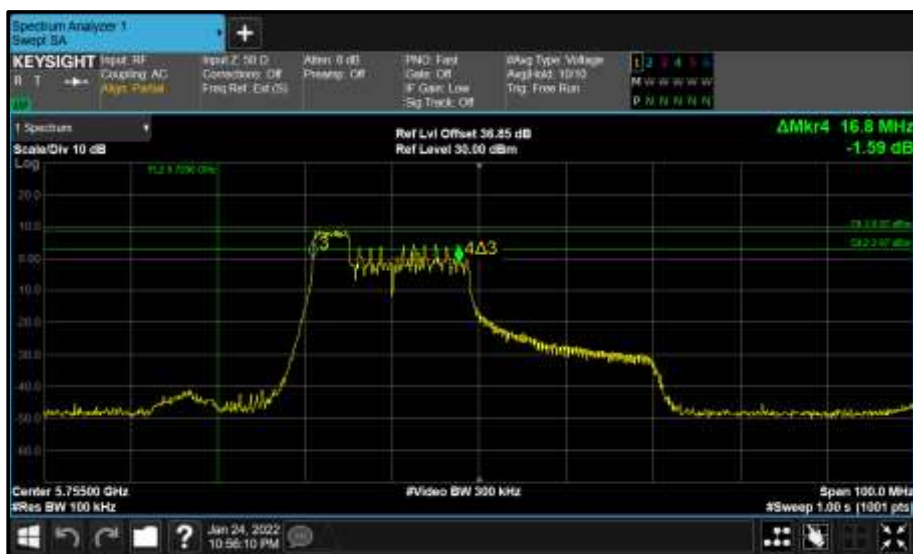 Spectrum Analyzer 1
Swept SA
+
KEYSIGHT Input: RF Input Z: 50 Ω Atten: 0 dB PNO: Fast #Avg Type: Voltage 1 2 3 4 5 6
R T Coupling: AC Corrections: Off Preamp: Off Gate: Off Avg|Hold: 10/10 M W W W W W
Align: Partial Freq Ref: Ext (S) IF Gain: Low Trig: Free Run
Sig Track: Off P N N N N N
1 Spectrum
Ref Lvl Offset 36.85 dB
ΔMkr4 16.8 MHz
Scale/Div 10 dB
Ref Level 30.00 dBm
-1.59 dB
Log
20.0
10.0
3
4Δ3
0.00
-10.0
-20.0
-30.0
-40.0
-50.0
-60.0
Center 5.75500 GHz
#Video BW 300 kHz
Span 100.0 MHz
#Res BW 100 kHz
#Sweep 1.00 s (1001 pts)
?
Jan 24, 2022
10:56:10 PM